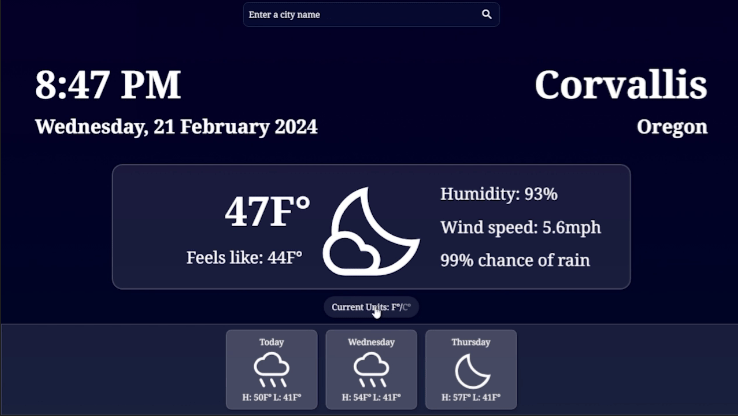 Enter a city name
8:47 PM
Corvallis
Wednesday, 21 February 2024
Oregon
47F°
Feels like: 44F°
Humidity: 93%
Wind speed: 5.6mph
99% chance of rain
Current Units: F°/C°
Today
H: 50F° L: 41F°
Wednesday
H: 54F° L: 41F°
Thursday
H: 57F° L: 41F°